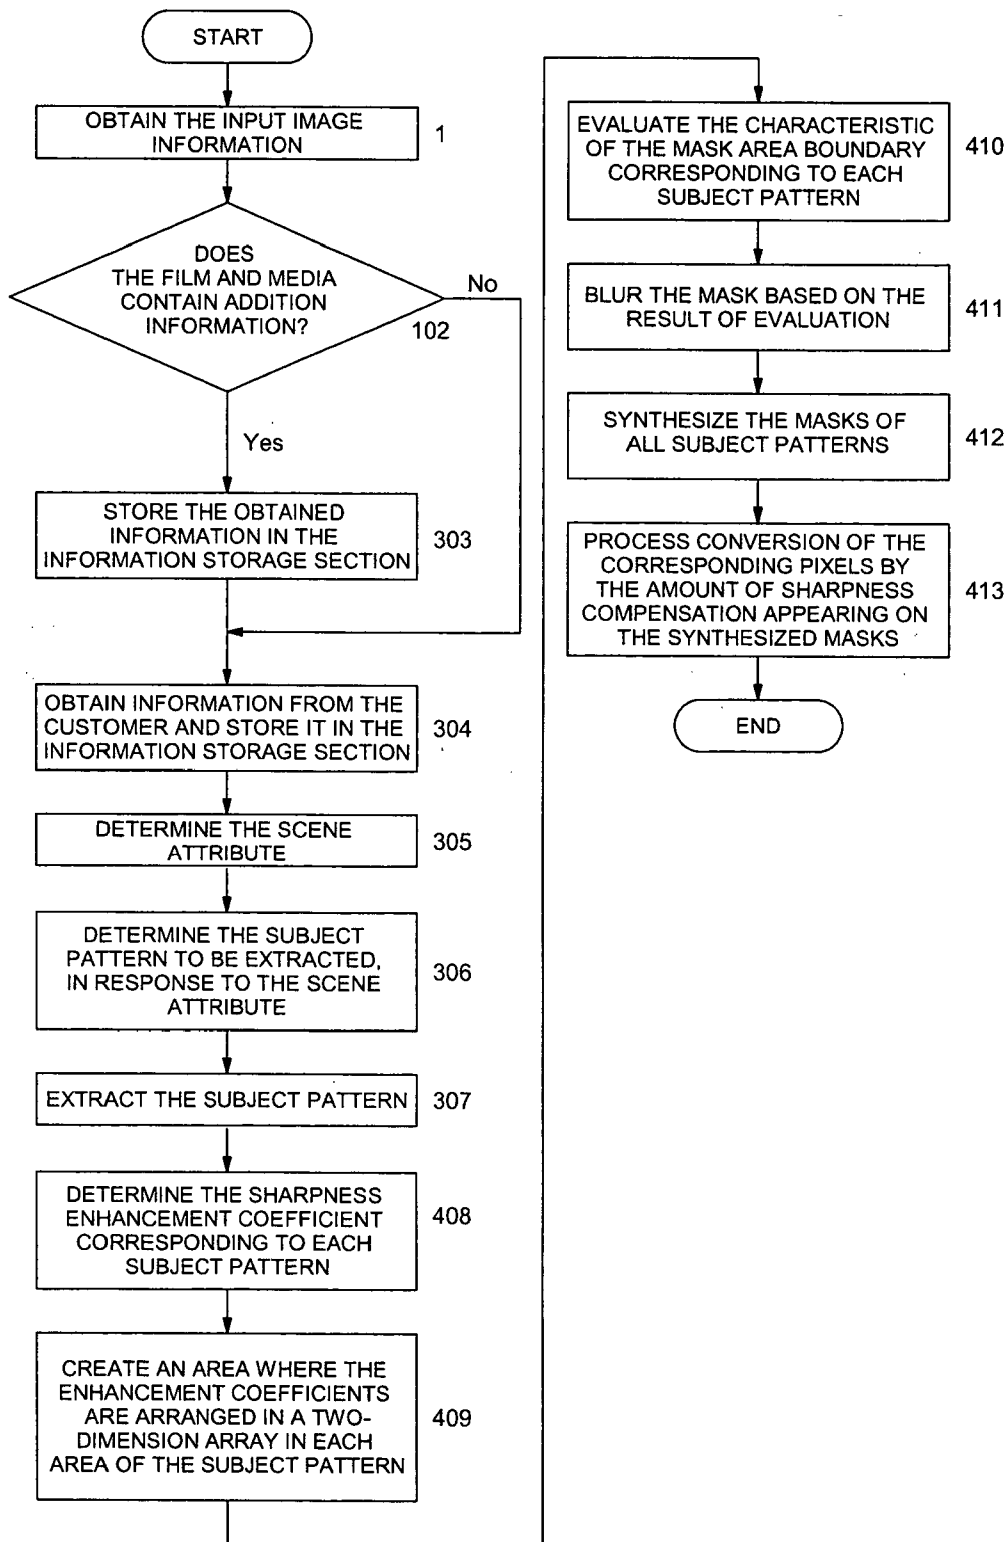 START
OBTAIN THE INPUT IMAGE
INFORMATION
1
DOES
THE FILM AND MEDIA
CONTAIN ADDITION
INFORMATION?
102
No
Yes
STORE THE OBTAINED
INFORMATION IN THE
INFORMATION STORAGE SECTION
303
OBTAIN INFORMATION FROM THE
CUSTOMER AND STORE IT IN THE
INFORMATION STORAGE SECTION
304
DETERMINE THE SCENE
ATTRIBUTE
305
DETERMINE THE SUBJECT
PATTERN TO BE EXTRACTED,
IN RESPONSE TO THE SCENE
ATTRIBUTE
306
EXTRACT THE SUBJECT PATTERN
307
DETERMINE THE SHARPNESS
ENHANCEMENT COEFFICIENT
CORRESPONDING TO EACH
SUBJECT PATTERN
408
CREATE AN AREA WHERE THE
ENHANCEMENT COEFFICIENTS
ARE ARRANGED IN A TWO-
DIMENSION ARRAY IN EACH
AREA OF THE SUBJECT PATTERN
409
EVALUATE THE CHARACTERISTIC
OF THE MASK AREA BOUNDARY
CORRESPONDING TO EACH
SUBJECT PATTERN
410
BLUR THE MASK BASED ON THE
RESULT OF EVALUATION
411
SYNTHESIZE THE MASKS OF
ALL SUBJECT PATTERNS
412
PROCESS CONVERSION OF THE
CORRESPONDING PIXELS BY
THE AMOUNT OF SHARPNESS
COMPENSATION APPEARING ON
THE SYNTHESIZED MASKS
413
END